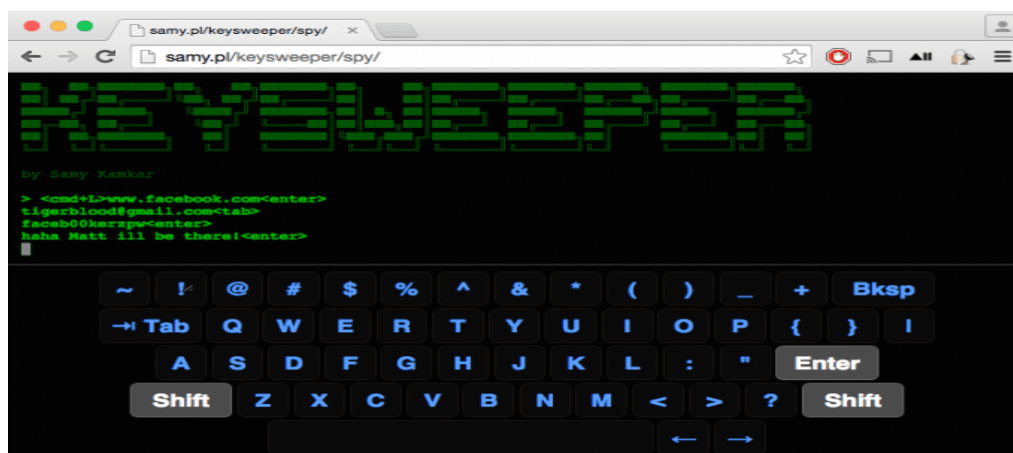 samy.pl/keysweeper/spy/ ×
samy.pl/keysweeper/spy/
KEYSWEEPER
by Samy Kamkar
> <cmd+L>www.facebook.com<enter>
tigerblood@gmail.com<tab>
faceb00kerzpw<enter>
haha Matt ill be there!<enter>
~ ! @ # $ % ^ & * ( ) _ + Bksp
Tab Q W E R T Y U I O P { } |
A S D F G H J K L : " Enter
Shift Z X C V B N M < > ? Shift
← →